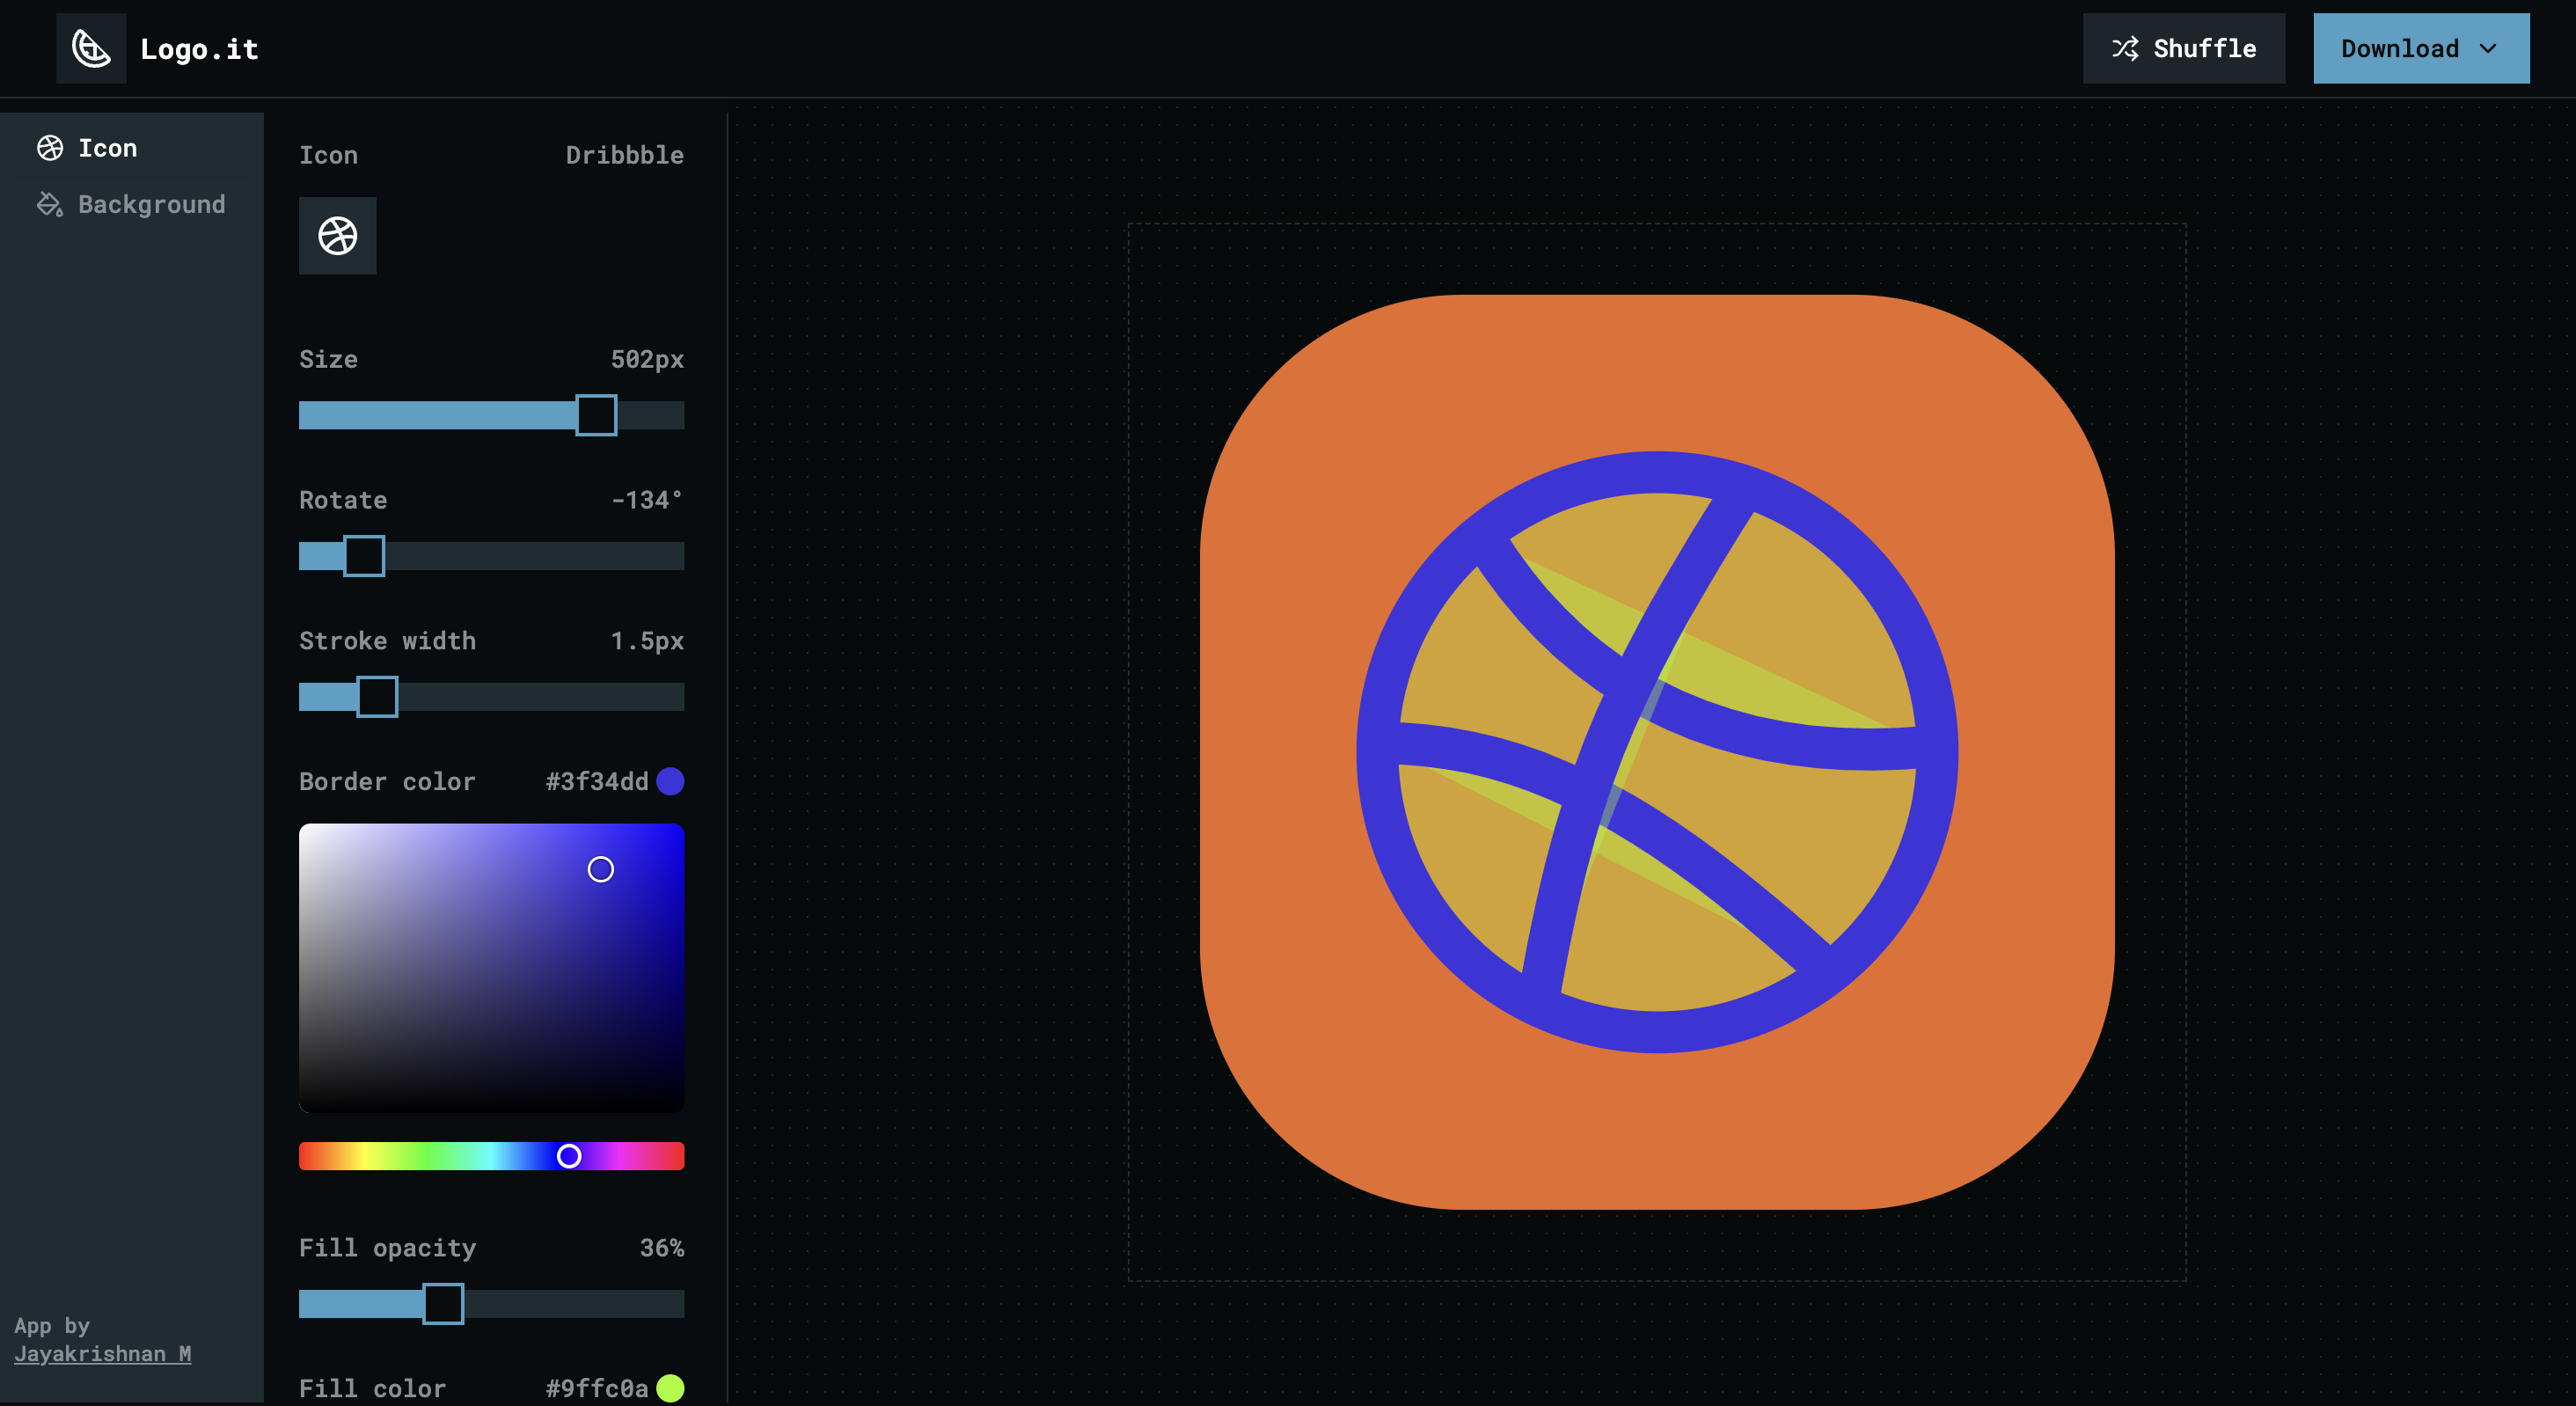 Logo.it
Shuffle
Download
Icon
Background
Icon Dribbble
Size 502px
Rotate -134°
Stroke width 1.5px
Border color #3f34dd
Fill opacity 36%
Fill color #9ffc0a
App by
Jayakrishnan M